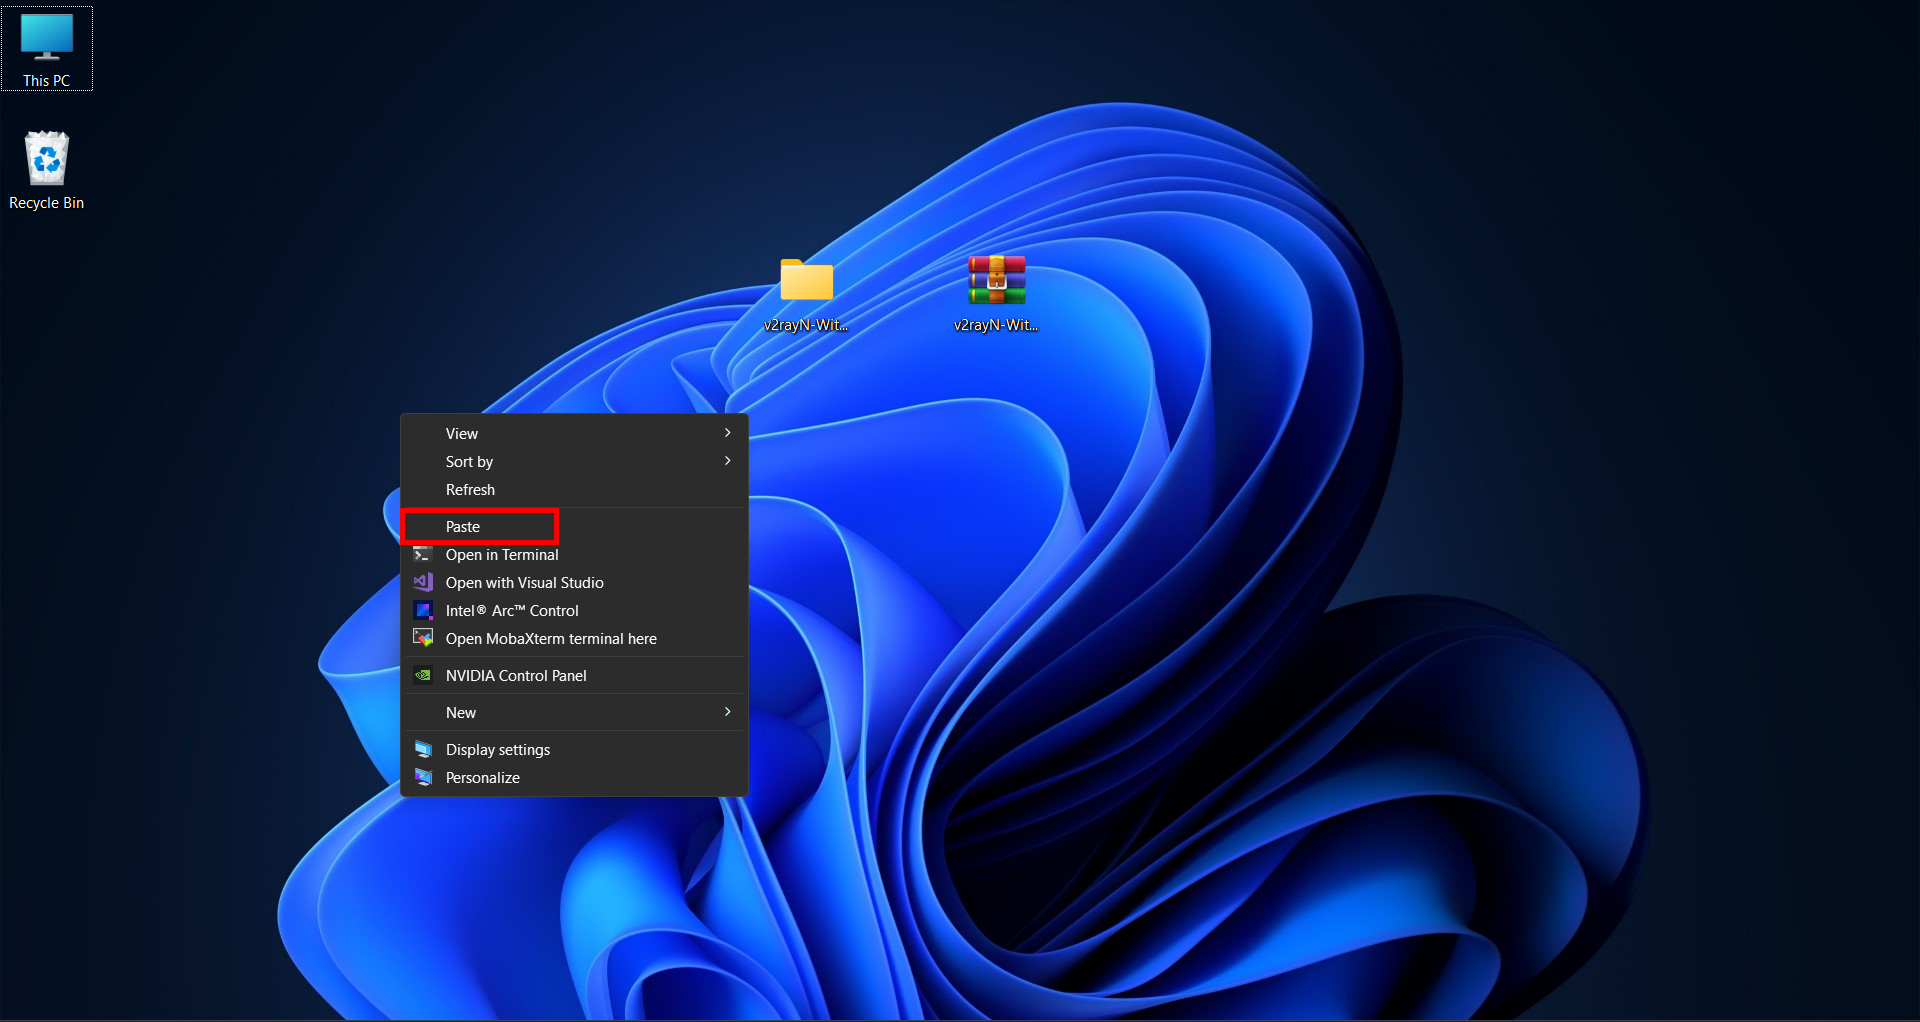 This PC
Recycle Bin
v2rayN-Wit...
v2rayN-Wit...
View
Sort by
Refresh
Paste
Open in Terminal
Open with Visual Studio
Intel® Arc™ Control
Open MobaXterm terminal here
NVIDIA Control Panel
New
Display settings
Personalize